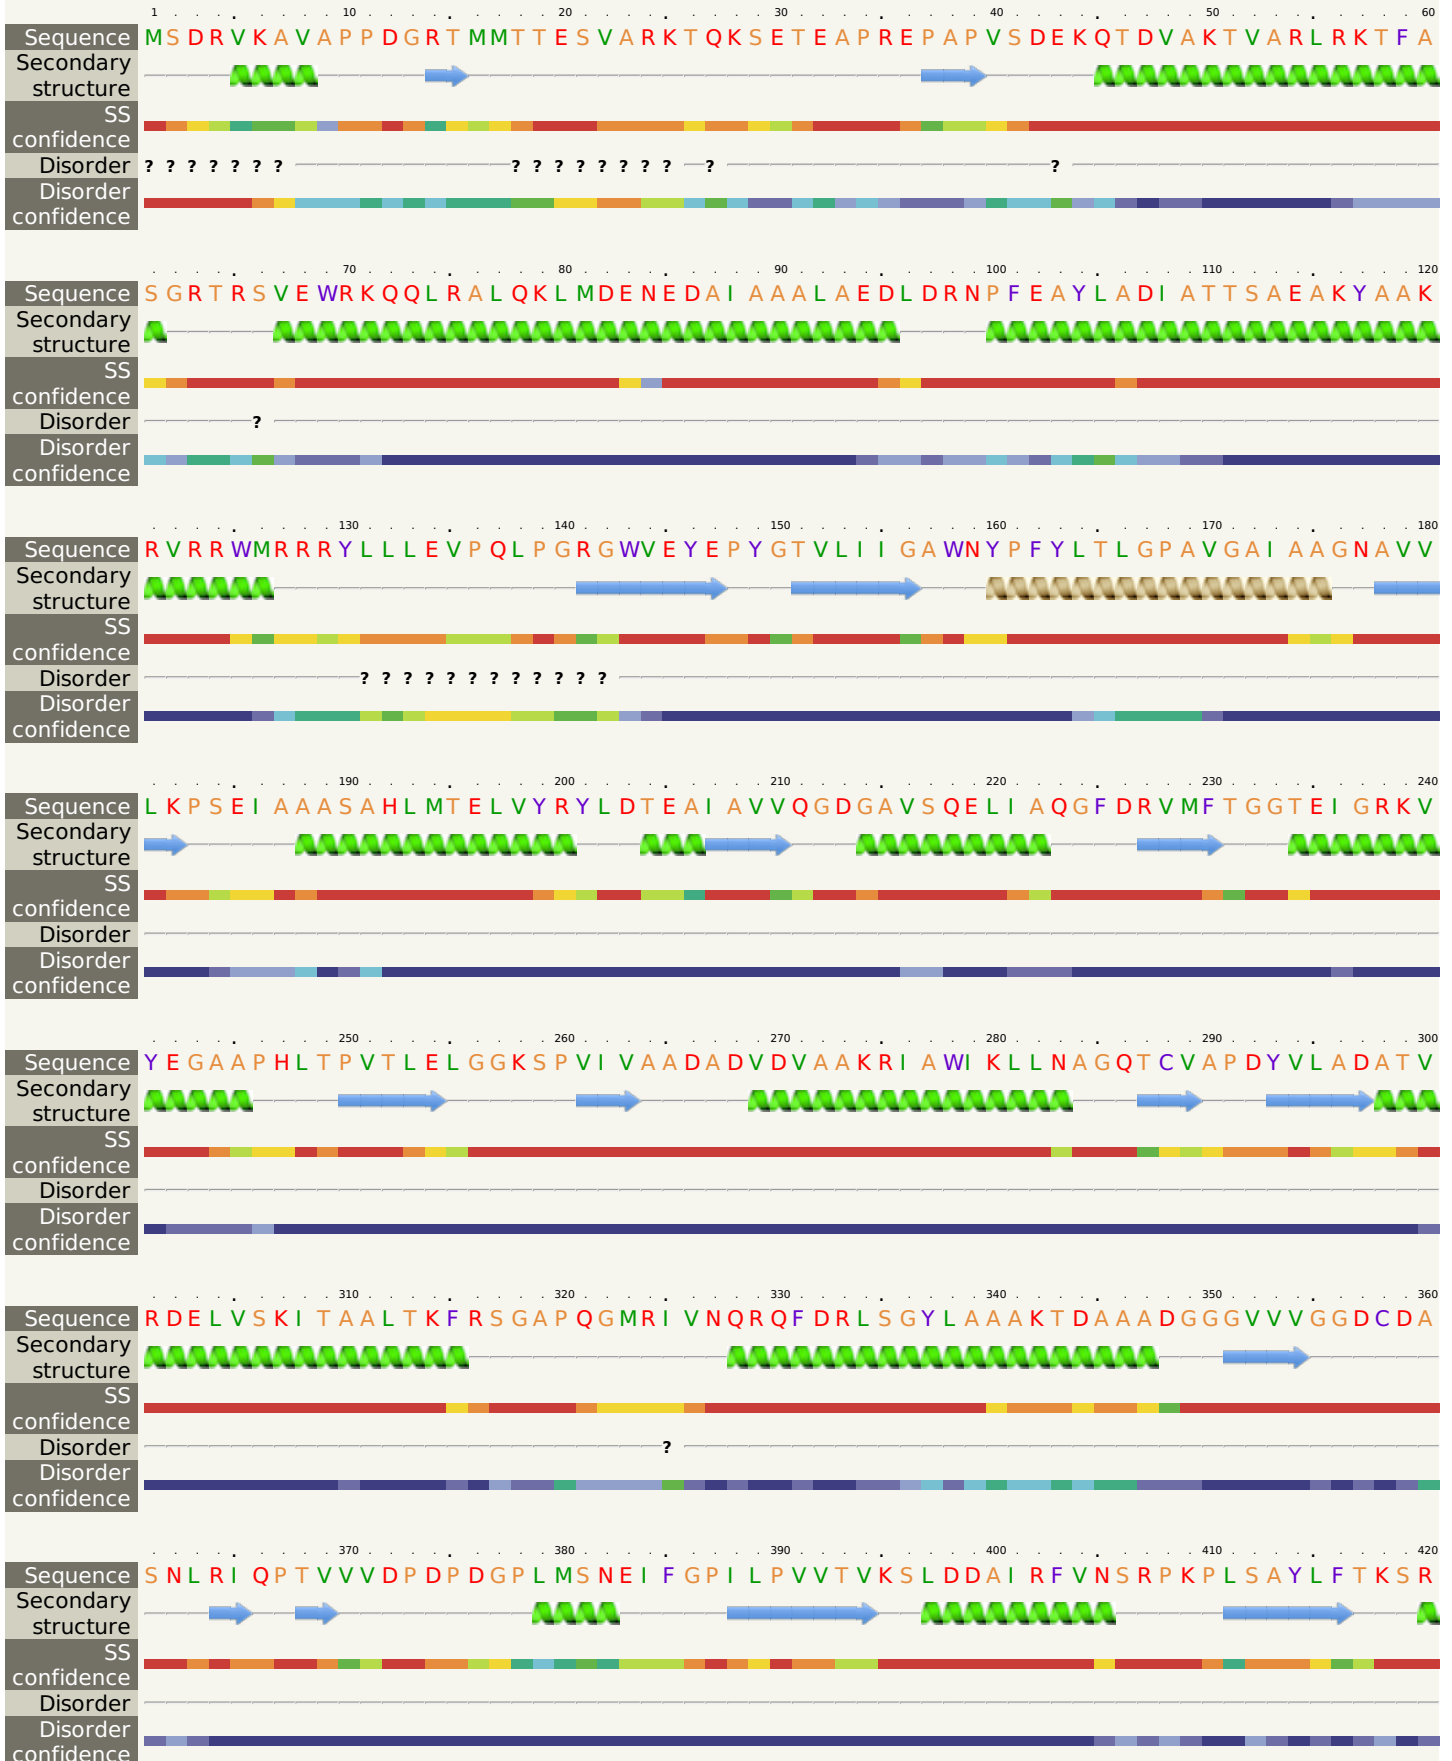 1 10 20 30 40 50 60
Sequence M S D R V K A V A P P D G R T M M T T E S V A R K T Q K S E T E A P R E P A P V S D E K Q T D V A K T V A R L R K T F A
Secondary
structure
SS
confidence
Disorder ? ? ? ? ? ? ? ? ? ? ? ? ? ? ? ? ?
Disorder
confidence
70 80 90 100 110 120
Sequence S G R T R S V E W R K Q Q L R A L Q K L M D E N E D A I A A A L A E D L D R N P F E A Y L A D I A T T S A E A K Y A A K
Secondary
structure
SS
confidence
Disorder ?
Disorder
confidence
130 140 150 160 170 180
Sequence R V R R W M R R R Y L L L E V P Q L P G R G W V E Y E P Y G T V L I I G A W N Y P F Y L T L G P A V G A I A A G N A V V
Secondary
structure
SS
confidence
Disorder ? ? ? ? ? ? ? ? ? ? ? ?
Disorder
confidence
190 200 210 220 230 240
Sequence L K P S E I A A A S A H L M T E L V Y R Y L D T E A I A V V Q G D G A V S Q E L I A Q G F D R V M F T G G T E I G R K V
Secondary
structure
SS
confidence
Disorder
Disorder
confidence
250 260 270 280 290 300
Sequence Y E G A A P H L T P V T L E L G G K S P V I V A A D A D V D V A A K R I A W I K L L N A G Q T C V A P D Y V L A D A T V
Secondary
structure
SS
confidence
Disorder
Disorder
confidence
310 320 330 340 350 360
Sequence R D E L V S K I T A A L T K F R S G A P Q G M R I V N Q R Q F D R L S G Y L A A A K T D A A A D G G G V V V G G D C D A
Secondary
structure
SS
confidence
Disorder ?
Disorder
confidence
370 380 390 400 410 420
Sequence S N L R I Q P T V V V D P D P D G P L M S N E I F G P I L P V V T V K S L D D A I R F V N S R P K P L S A Y L F T K S R
Secondary
structure
SS
confidence
Disorder
Disorder
confidence